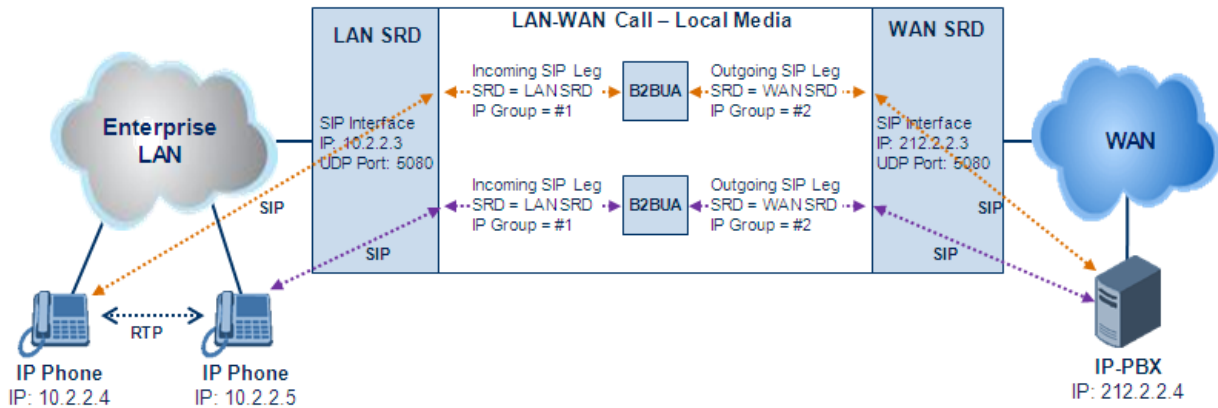 LAN-WAN Call – Local Media
LAN SRD
WAN SRD
Incoming SIP Leg
SRD = LAN SRD
IP Group = #1
B2BUA
Outgoing SIP Leg
SRD = WAN SRD
IP Group = #2
Enterprise
LAN
SIP Interface
IP: 10.2.2.3
UDP Port: 5080
SIP Interface
IP: 212.2.2.3
UDP Port: 5080
WAN
Incoming SIP Leg
SRD = LAN SRD
IP Group = #1
B2BUA
Outgoing SIP Leg
SRD = WAN SRD
IP Group = #2
SIP
SIP
SIP
SIP
RTP
IP Phone
IP: 10.2.2.4
IP Phone
IP: 10.2.2.5
IP-PBX
IP: 212.2.2.4